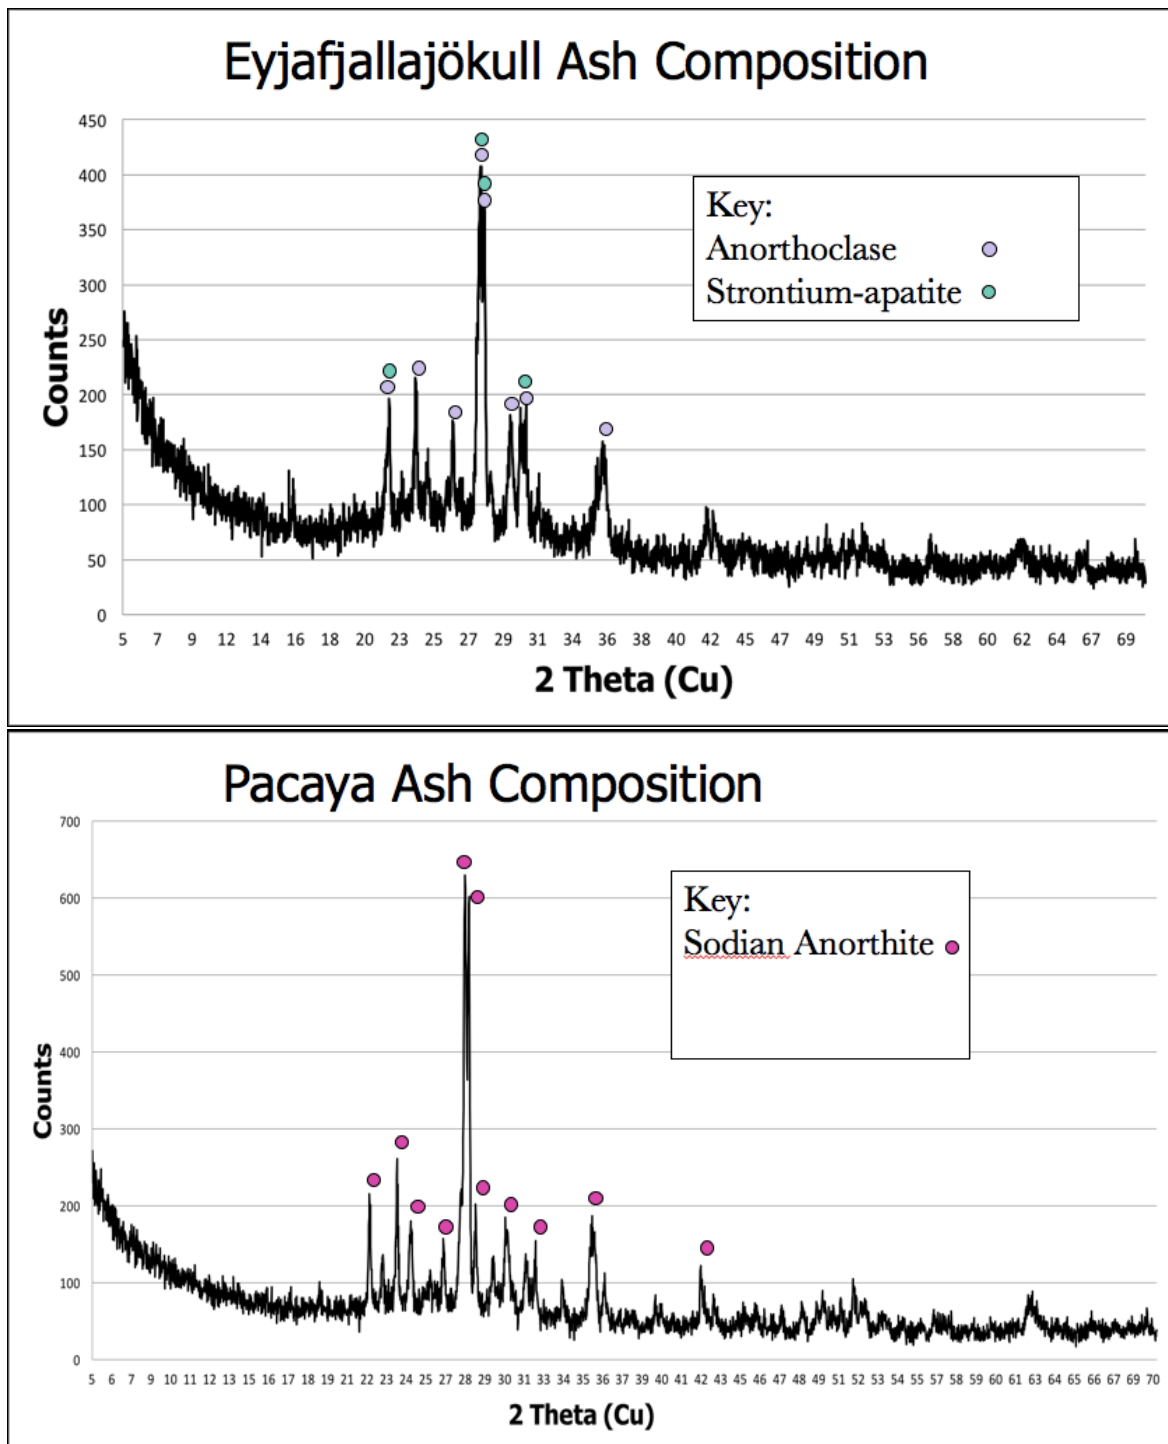 Eyjafjallajökull Ash Composition
450
400
350
300
250
200
150
100
50
0
Counts
Key:
Anorthoclase
Strontium-apatite
5 7 9 12 14 16 18 20 23 25 27 29 31 34 36 38 40 42 45 47 49 51 53 56 58 60 62 64 67 69
2 Theta (Cu)
Pacaya Ash Composition
700
600
500
400
300
200
100
0
Counts
Key:
Sodian Anorthite
5 6 7 9 10 11 12 13 15 16 17 18 19 21 22 23 24 25 27 28 29 30 31 33 34 35 36 37 39 40 41 42 43 45 46 47 48 49 51 52 53 54 55 57 58 59 60 61 63 64 65 66 67 69 70
2 Theta (Cu)